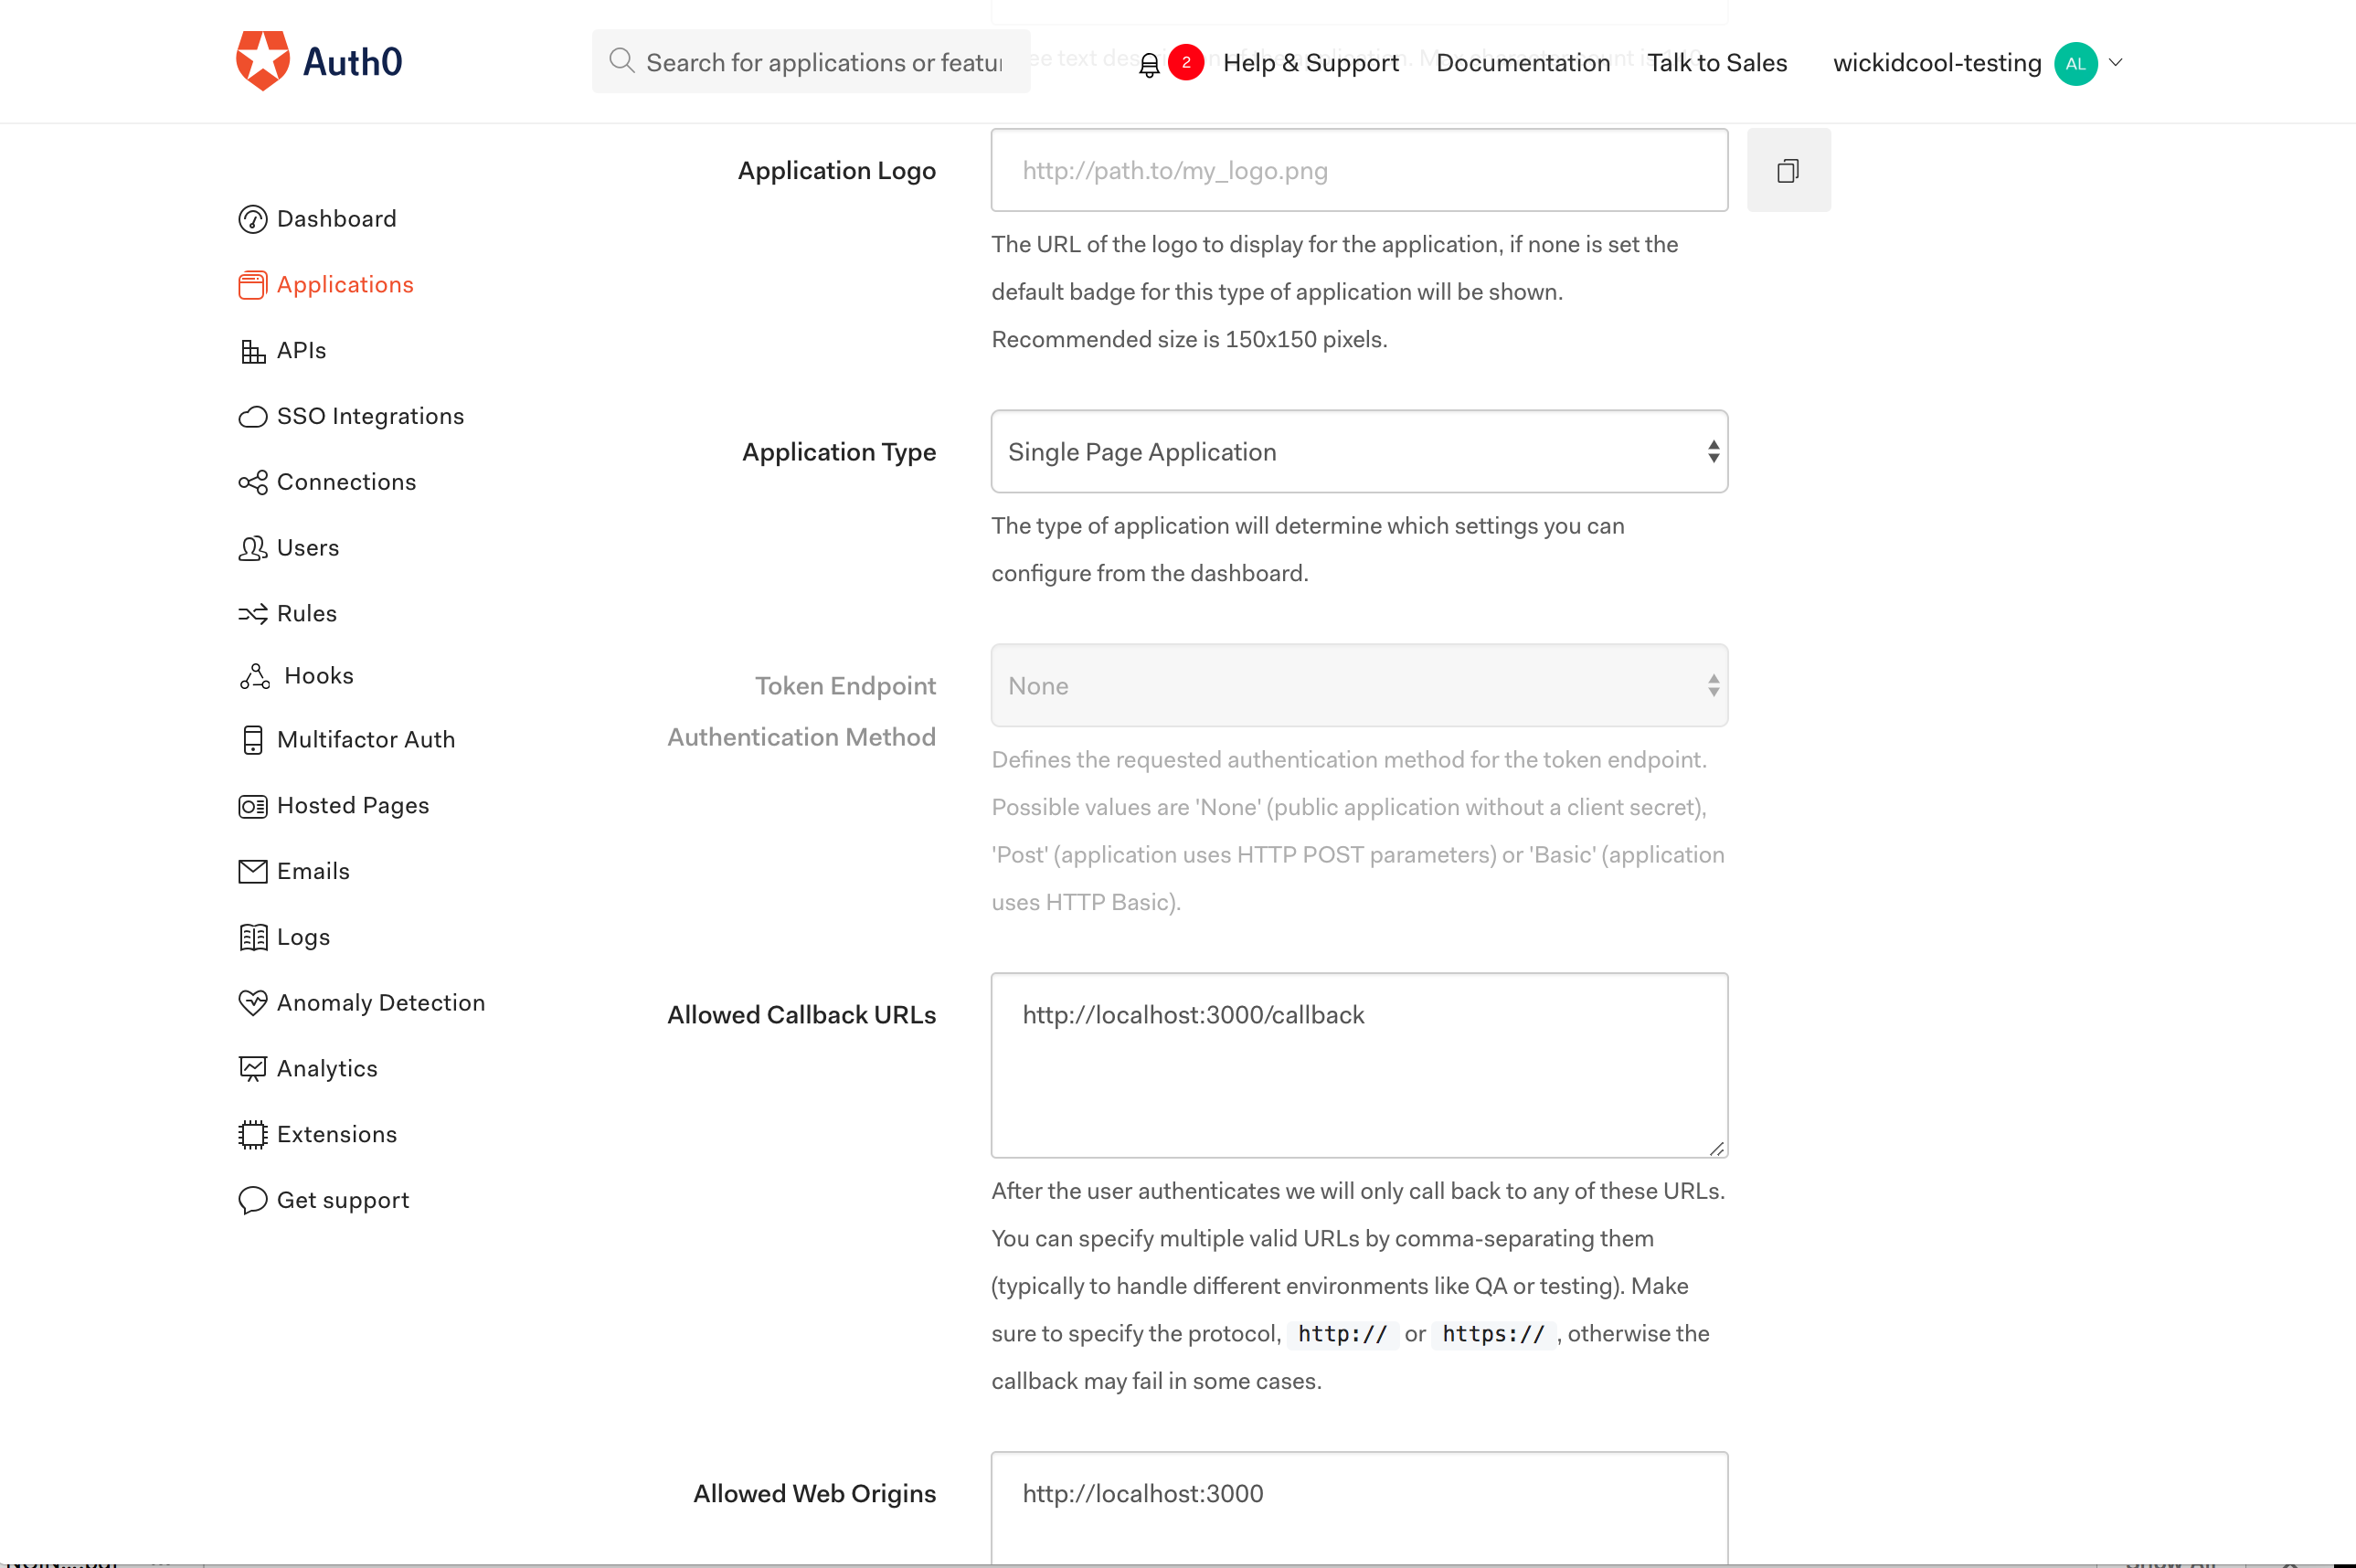 Auth0
Search for applications or featur
2
Help & Support
Documentation
Talk to Sales
wickidcool-testing
AL
Dashboard
Applications
APIs
SSO Integrations
Connections
Users
Rules
Hooks
Multifactor Auth
Hosted Pages
Emails
Logs
Anomaly Detection
Analytics
Extensions
Get support
Application Logo
http://path.to/my_logo.png
The URL of the logo to display for the application, if none is set the
default badge for this type of application will be shown.
Recommended size is 150x150 pixels.
Application Type
Single Page Application
The type of application will determine which settings you can
configure from the dashboard.
Token Endpoint
Authentication Method
None
Defines the requested authentication method for the token endpoint.
Possible values are 'None' (public application without a client secret),
'Post' (application uses HTTP POST parameters) or 'Basic' (application
uses HTTP Basic).
Allowed Callback URLs
http://localhost:3000/callback
After the user authenticates we will only call back to any of these URLs.
You can specify multiple valid URLs by comma-separating them
(typically to handle different environments like QA or testing). Make
sure to specify the protocol, http:// or https:// , otherwise the
callback may fail in some cases.
Allowed Web Origins
http://localhost:3000